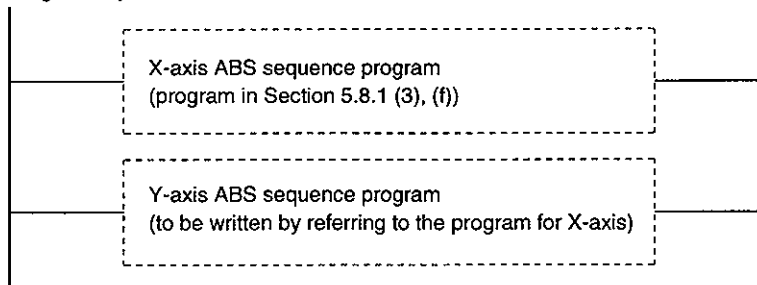 X-axis ABS sequence program
(program in Section 5.8.1 (3), (f))
Y-axis ABS sequence program
(to be written by referring to the program for X-axis)